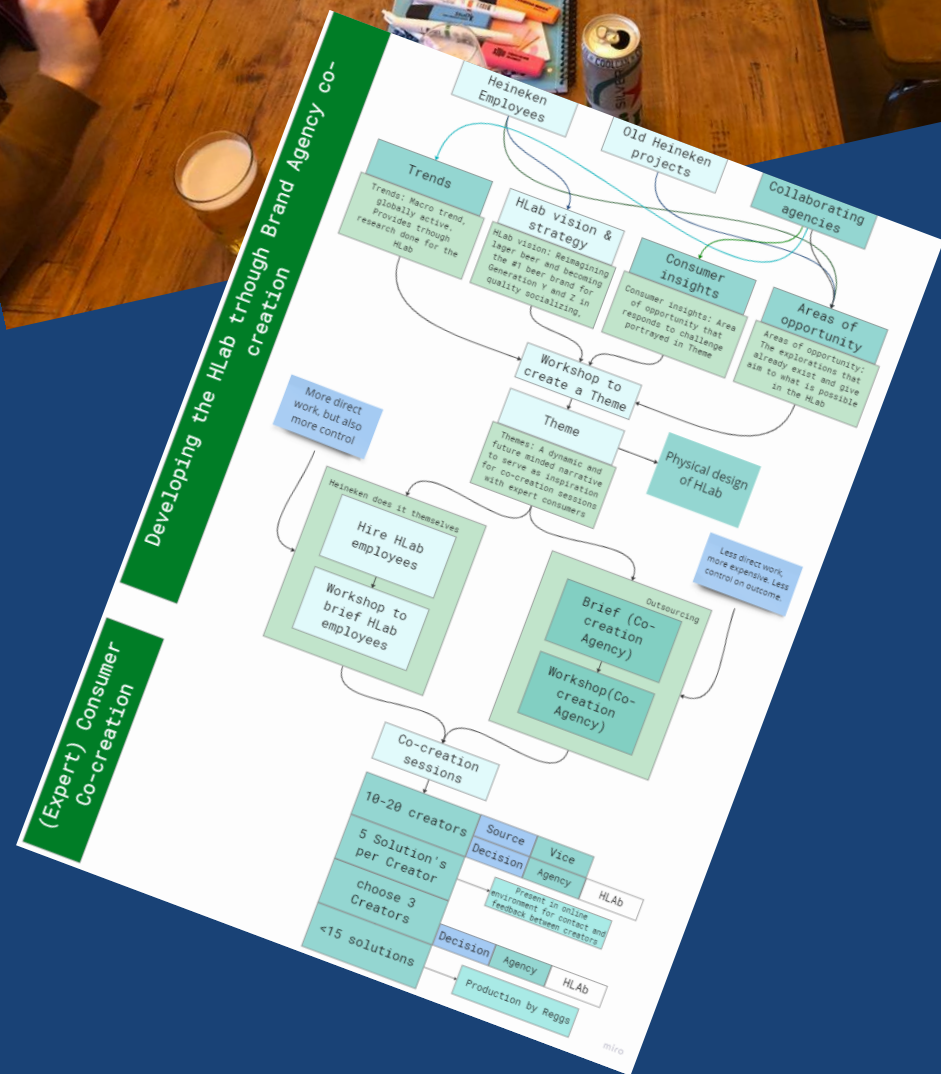 SILVER
Developing the HLab trhough Brand Agency co-
creation
Heineken
Employees
Old Heineken
projects
Collaborating
agencies
Trends
Trends: Macro trend,
globally active.
Provides trhough
research done for the
HLab
HLab vision &
strategy
HLab vision: Reimagining
lager beer and becoming
the #1 beer brand for
Generation Y and Z in
quality socializing.
Consumer
insights
Consumer insights: Area
of opportunity that
responds to challenge
portrayed in Theme
Areas of
opportunity
Areas of opportunity:
The explorations that
already exist and give
aim to what is possible
in the HLab
Workshop to
create a Theme
Theme
Themes: A dynamic and
future minded narrative
to serve as inspiration
for co-creation sessions
with expert consumers
Physical design
of HLab
More direct
work, but also
more control
Heineken does it themselves
Hire HLab
employees
Workshop to
brief HLab
employees
Less direct work,
more expensive. Less
control on outcome.
Outsourcing
Brief (Co-
creation
Agency)
Workshop(Co-
creation
Agency)
(Expert) Consumer
Co-creation
Co-creation
sessions
10-20 creators
Source
Vice
5 Solution's
per Creator
Decision
Agency
HLAb
Present in online
environment for contact and
feedback between creators
choose 3
Creators
Decision
Agency
HLAb
<15 solutions
Production by Reggs
miro